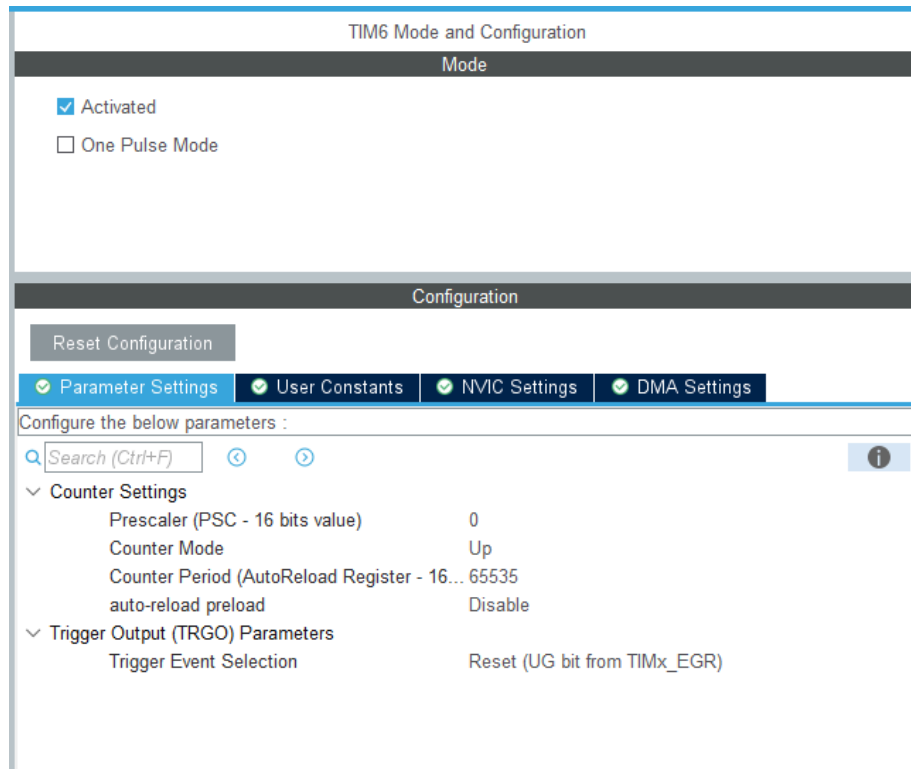 TIM6 Mode and Configuration
Mode
Activated
One Pulse Mode
Configuration
Reset Configuration
Parameter Settings User Constants NVIC Settings DMA Settings
Configure the below parameters :
Search (Ctrl+F)
Counter Settings
Prescaler (PSC - 16 bits value) 0
Counter Mode Up
Counter Period (AutoReload Register - 16... 65535
auto-reload preload Disable
Trigger Output (TRGO) Parameters
Trigger Event Selection Reset (UG bit from TIMx_EGR)